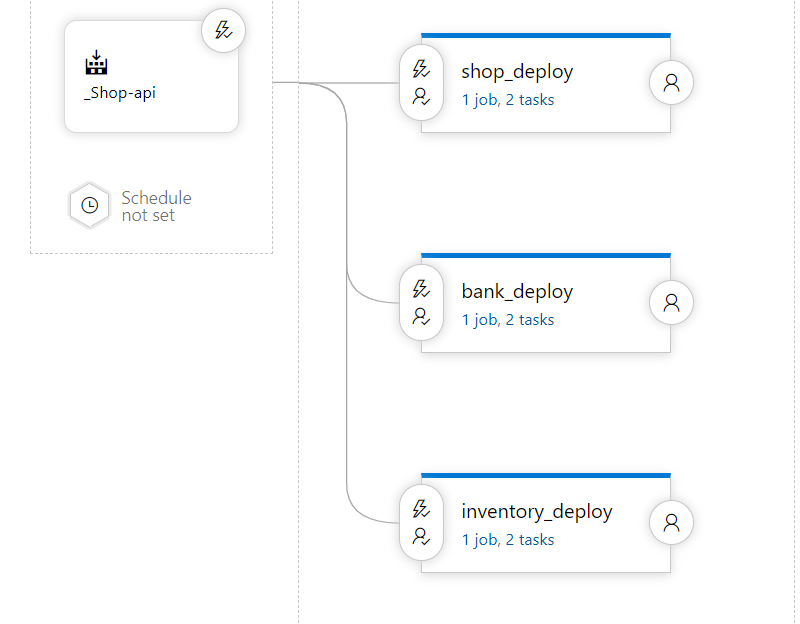 _Shop-api
Schedule
not set
shop_deploy
1 job, 2 tasks
bank_deploy
1 job, 2 tasks
inventory_deploy
1 job, 2 tasks